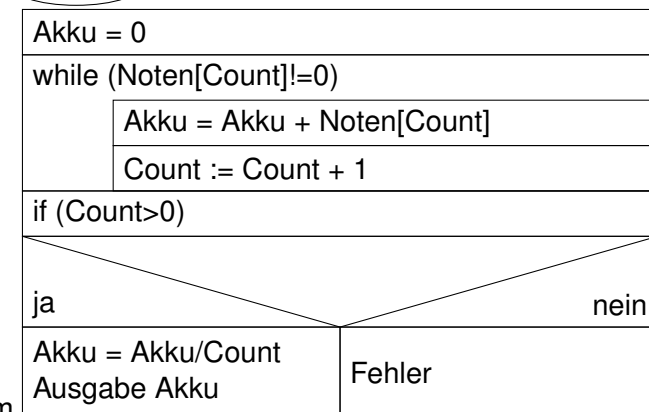 Akku = 0
while (Noten[Count]!=0)
Akku = Akku + Noten[Count]
Count := Count + 1
if (Count>0)
ja
nein
Akku = Akku/Count
Ausgabe Akku
Fehler